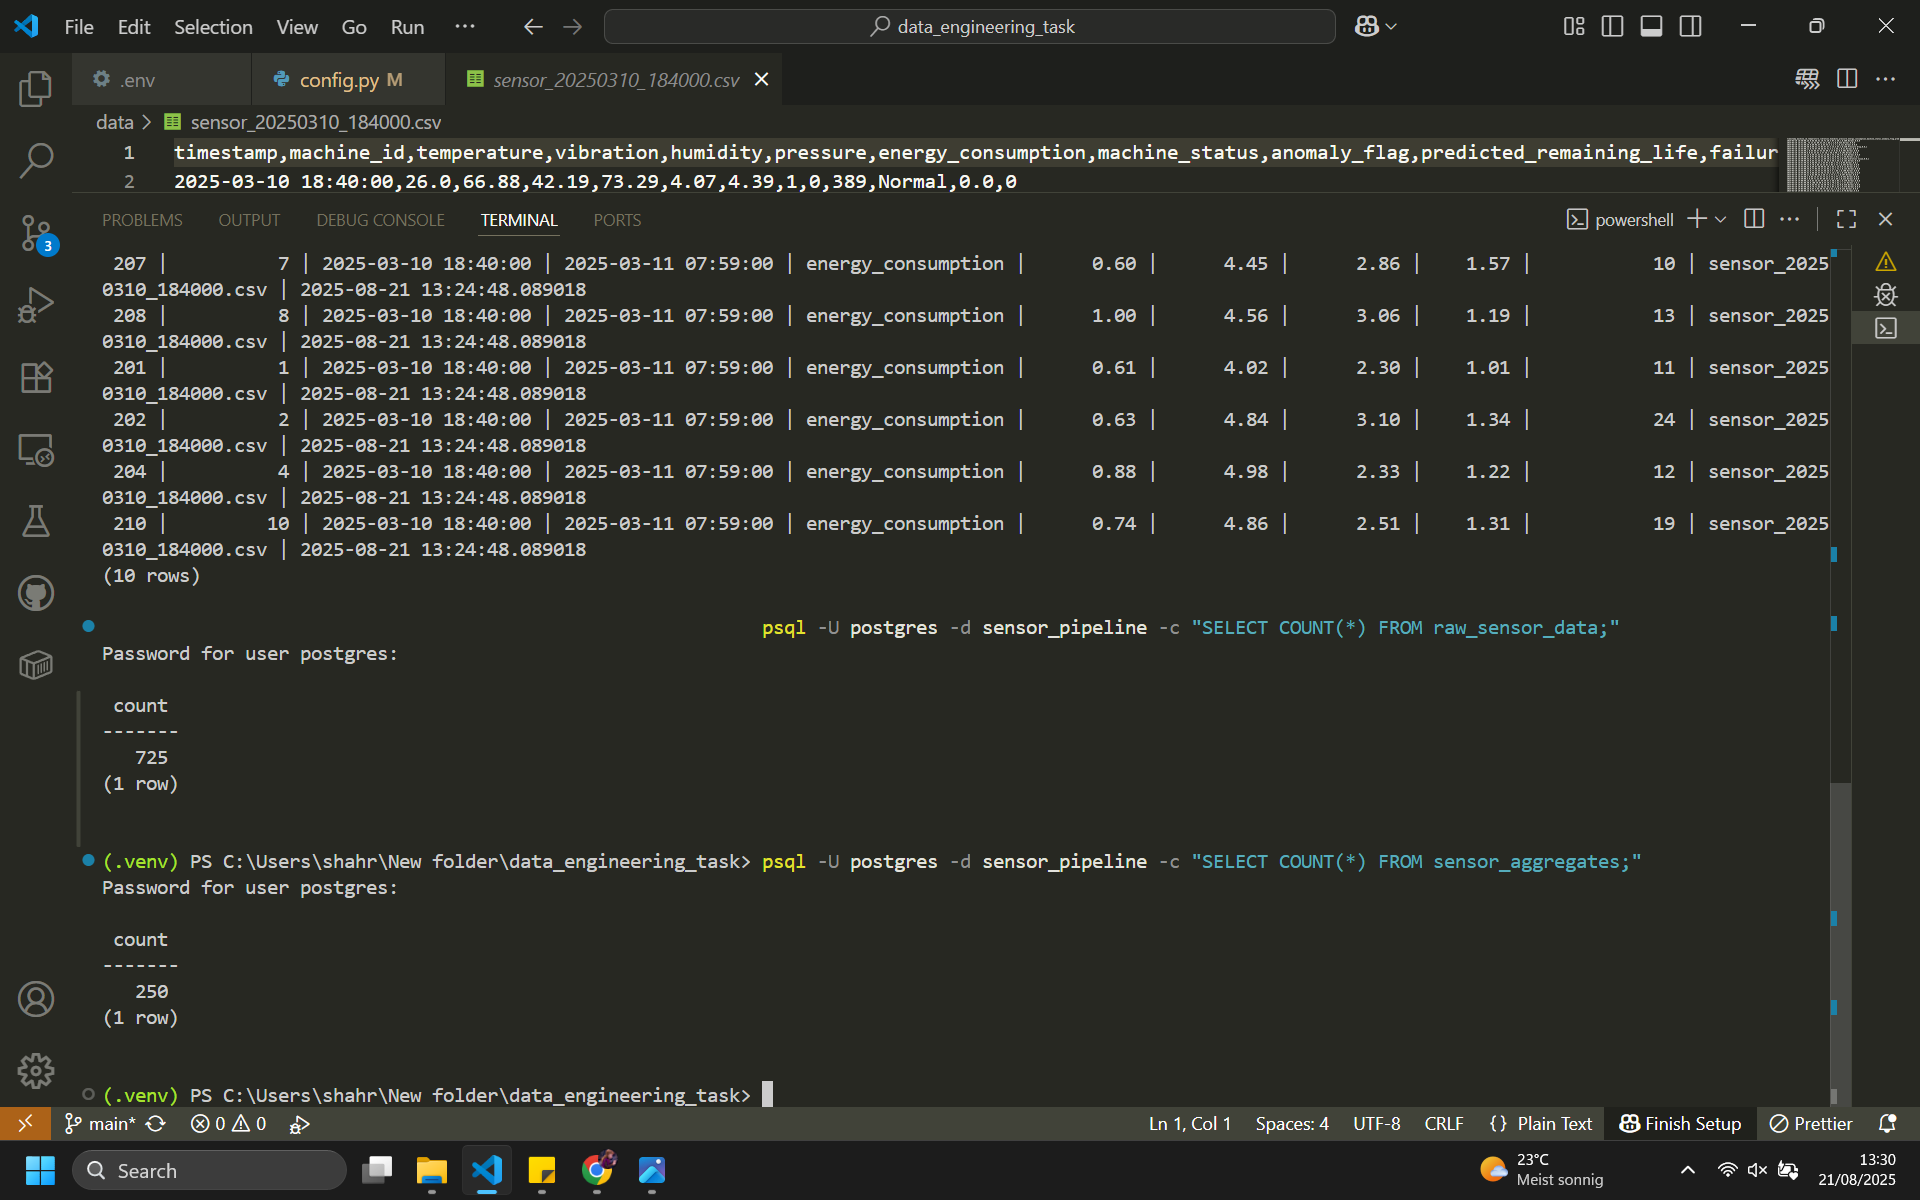 File Edit Selection View Go Run ··· data_engineering_task
.env config.py M sensor_20250310_184000.csv
data > sensor_20250310_184000.csv
1 timestamp,machine_id,temperature,vibration,humidity,pressure,energy_consumption,machine_status,anomaly_flag,predicted_remaining_life,failur
2 2025-03-10 18:40:00,26.0,66.88,42.19,73.29,4.07,4.39,1,0,389,Normal,0.0,0
PROBLEMS OUTPUT DEBUG CONSOLE TERMINAL PORTS powershell
207 | 7 | 2025-03-10 18:40:00 | 2025-03-11 07:59:00 | energy_consumption | 0.60 | 4.45 | 2.86 | 1.57 | 10 | sensor_2025
0310_184000.csv | 2025-08-21 13:24:48.089018
208 | 8 | 2025-03-10 18:40:00 | 2025-03-11 07:59:00 | energy_consumption | 1.00 | 4.56 | 3.06 | 1.19 | 13 | sensor_2025
0310_184000.csv | 2025-08-21 13:24:48.089018
201 | 1 | 2025-03-10 18:40:00 | 2025-03-11 07:59:00 | energy_consumption | 0.61 | 4.02 | 2.30 | 1.01 | 11 | sensor_2025
0310_184000.csv | 2025-08-21 13:24:48.089018
202 | 2 | 2025-03-10 18:40:00 | 2025-03-11 07:59:00 | energy_consumption | 0.63 | 4.84 | 3.10 | 1.34 | 24 | sensor_2025
0310_184000.csv | 2025-08-21 13:24:48.089018
204 | 4 | 2025-03-10 18:40:00 | 2025-03-11 07:59:00 | energy_consumption | 0.88 | 4.98 | 2.33 | 1.22 | 12 | sensor_2025
0310_184000.csv | 2025-08-21 13:24:48.089018
210 | 10 | 2025-03-10 18:40:00 | 2025-03-11 07:59:00 | energy_consumption | 0.74 | 4.86 | 2.51 | 1.31 | 19 | sensor_2025
0310_184000.csv | 2025-08-21 13:24:48.089018
(10 rows)
psql -U postgres -d sensor_pipeline -c "SELECT COUNT(*) FROM raw_sensor_data;"
Password for user postgres:
count
-------
725
(1 row)
(.venv) PS C:\Users\shahr\New folder\data_engineering_task> psql -U postgres -d sensor_pipeline -c "SELECT COUNT(*) FROM sensor_aggregates;"
Password for user postgres:
count
-------
250
(1 row)
(.venv) PS C:\Users\shahr\New folder\data_engineering_task>
3
main* 0 0 Ln 1, Col 1 Spaces: 4 UTF-8 CRLF {} Plain Text Finish Setup Prettier
Search 23°C 13:30
Meist sonnig 21/08/2025